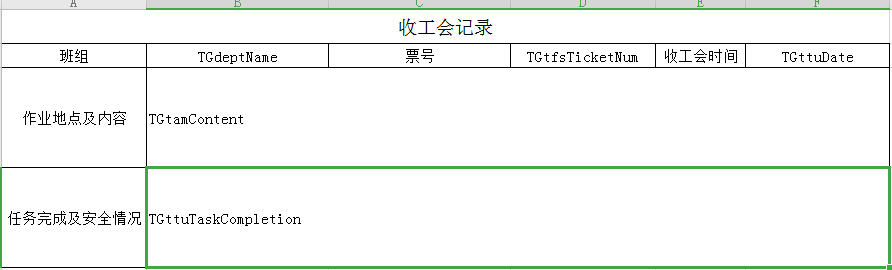 A B C D E F
收工会记录
班组 TGdeptName 票号 TGtfsTicketNum 收工会时间 TGttuDate
作业地点及内容 TGtamContent
任务完成及安全情况 TGttuTaskCompletion